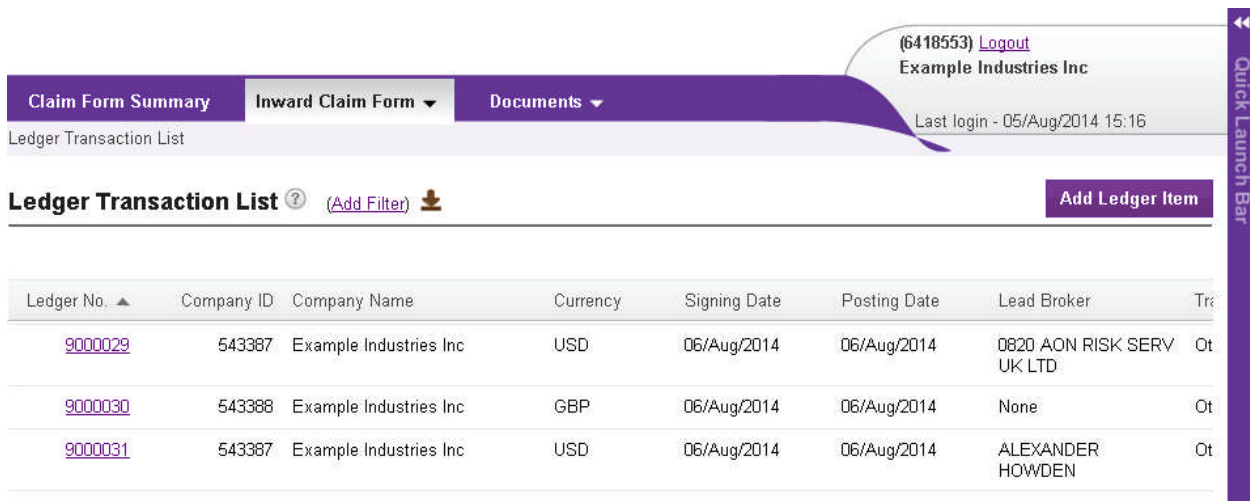 (6418553) Logout
Example Industries Inc
Last login - 05/Aug/2014 15:16
Quick Launch Bar
Claim Form Summary Inward Claim Form Documents
Ledger Transaction List
Ledger Transaction List ? (Add Filter) Add Ledger Item
Ledger No. Company ID Company Name Currency Signing Date Posting Date Lead Broker Tra
9000029 543387 Example Industries Inc USD 06/Aug/2014 06/Aug/2014 0820 AON RISK SERV Ot
UK LTD
9000030 543388 Example Industries Inc GBP 06/Aug/2014 06/Aug/2014 None Ot
9000031 543387 Example Industries Inc USD 06/Aug/2014 06/Aug/2014 ALEXANDER Ot
HOWDEN